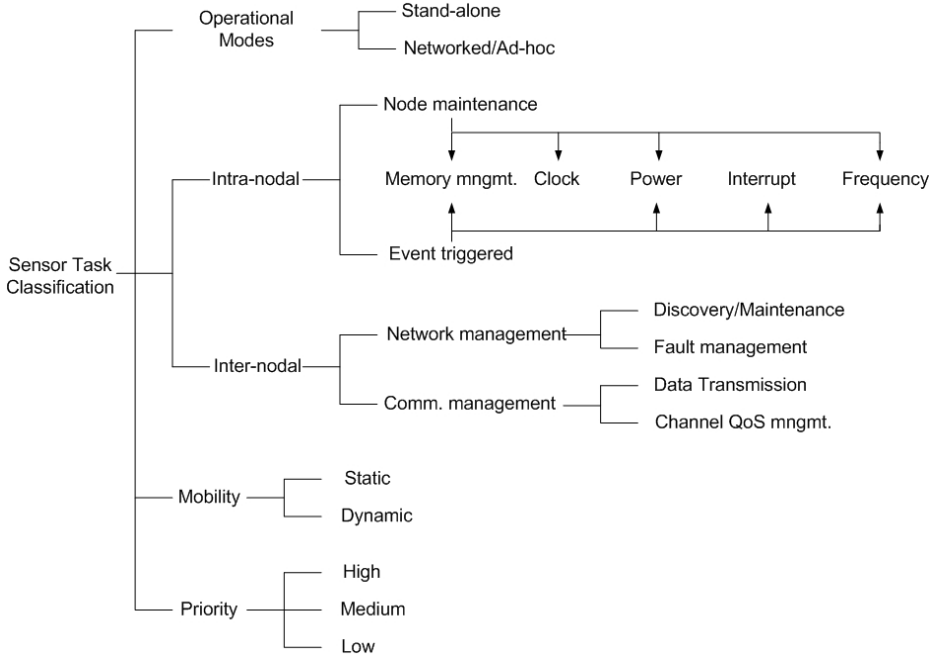 Operational
Modes
Stand-alone
Networked/Ad-hoc
Node maintenance
Intra-nodal
Memory mngmt.
Clock
Power
Interrupt
Frequency
Event triggered
Sensor Task
Classification
Discovery/Maintenance
Network management
Fault management
Inter-nodal
Data Transmission
Comm. management
Channel QoS mngmt.
Static
Mobility
Dynamic
High
Priority
Medium
Low